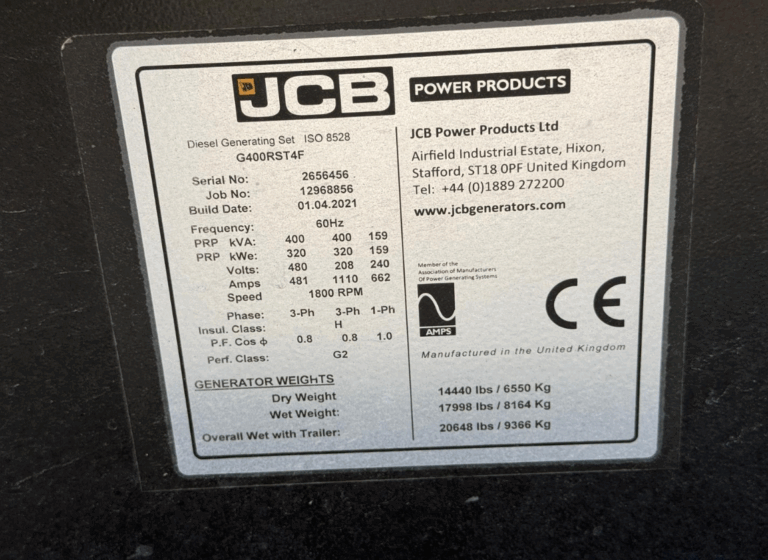 JCB POWER PRODUCTS
Diesel Generating Set ISO 8528
G400RST4F
Serial No: 2656456
Job No: 12968856
Build Date: 01.04.2021
Frequency: 60Hz
PRP kVA: 400 400 159
PRP kWe: 320 320 159
Volts: 480 208 240
Amps 481 1110 662
Speed 1800 RPM
Phase: 3-Ph 3-Ph 1-Ph
Insul. Class: H
P.F. Cos ϕ 0.8 0.8 1.0
Perf. Class: G2
JCB Power Products Ltd
Airfield Industrial Estate, Hixon,
Stafford, ST18 0PF United Kingdom
Tel: +44 (0)1889 272200
www.jcbgenerators.com
Member of the
Association of Manufacturers
Of Power Generating Systems
AMPS
CE
Manufactured in the United Kingdom
GENERATOR WEIGHTS
Dry Weight 14440 lbs / 6550 Kg
Wet Weight: 17998 lbs / 8164 Kg
Overall Wet with Trailer: 20648 lbs / 9366 Kg